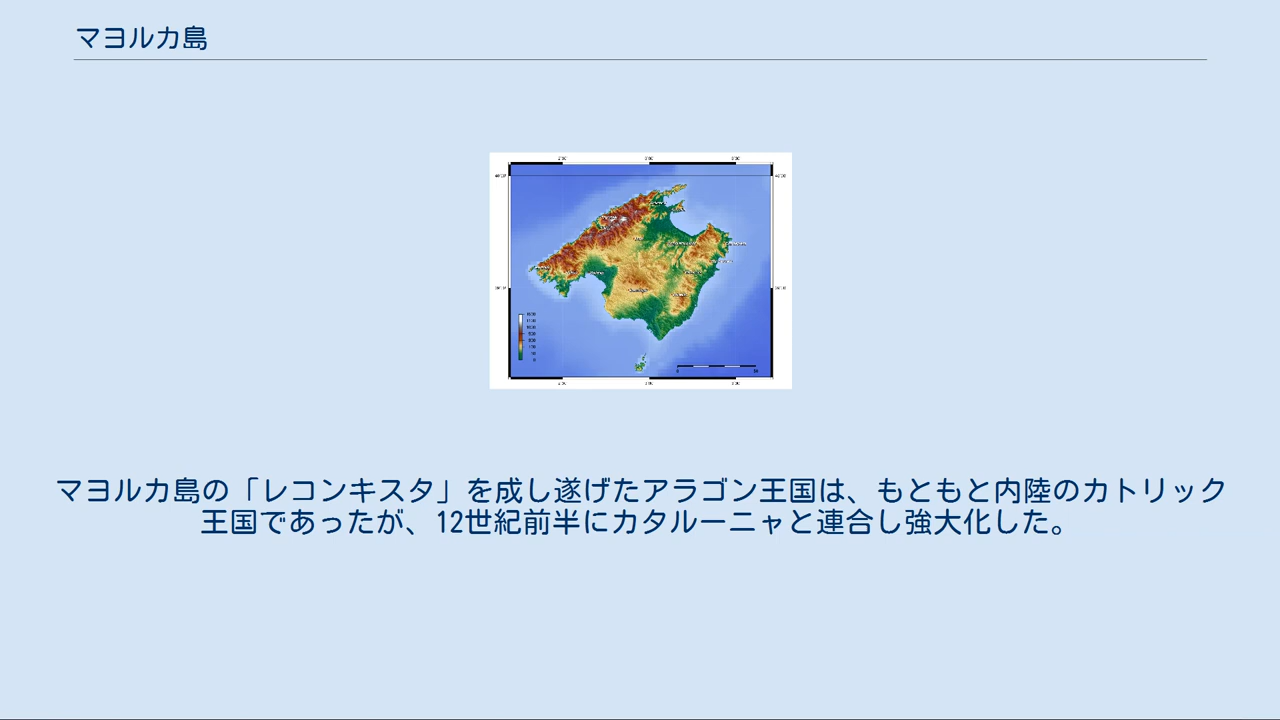 マヨルカ島
マヨルカ島の「レコンキスタ」を成し遂げたアラゴン王国は、もともと内陸のカトリック
王国であったが、12世紀前半にカタルーニャと連合し強大化した。